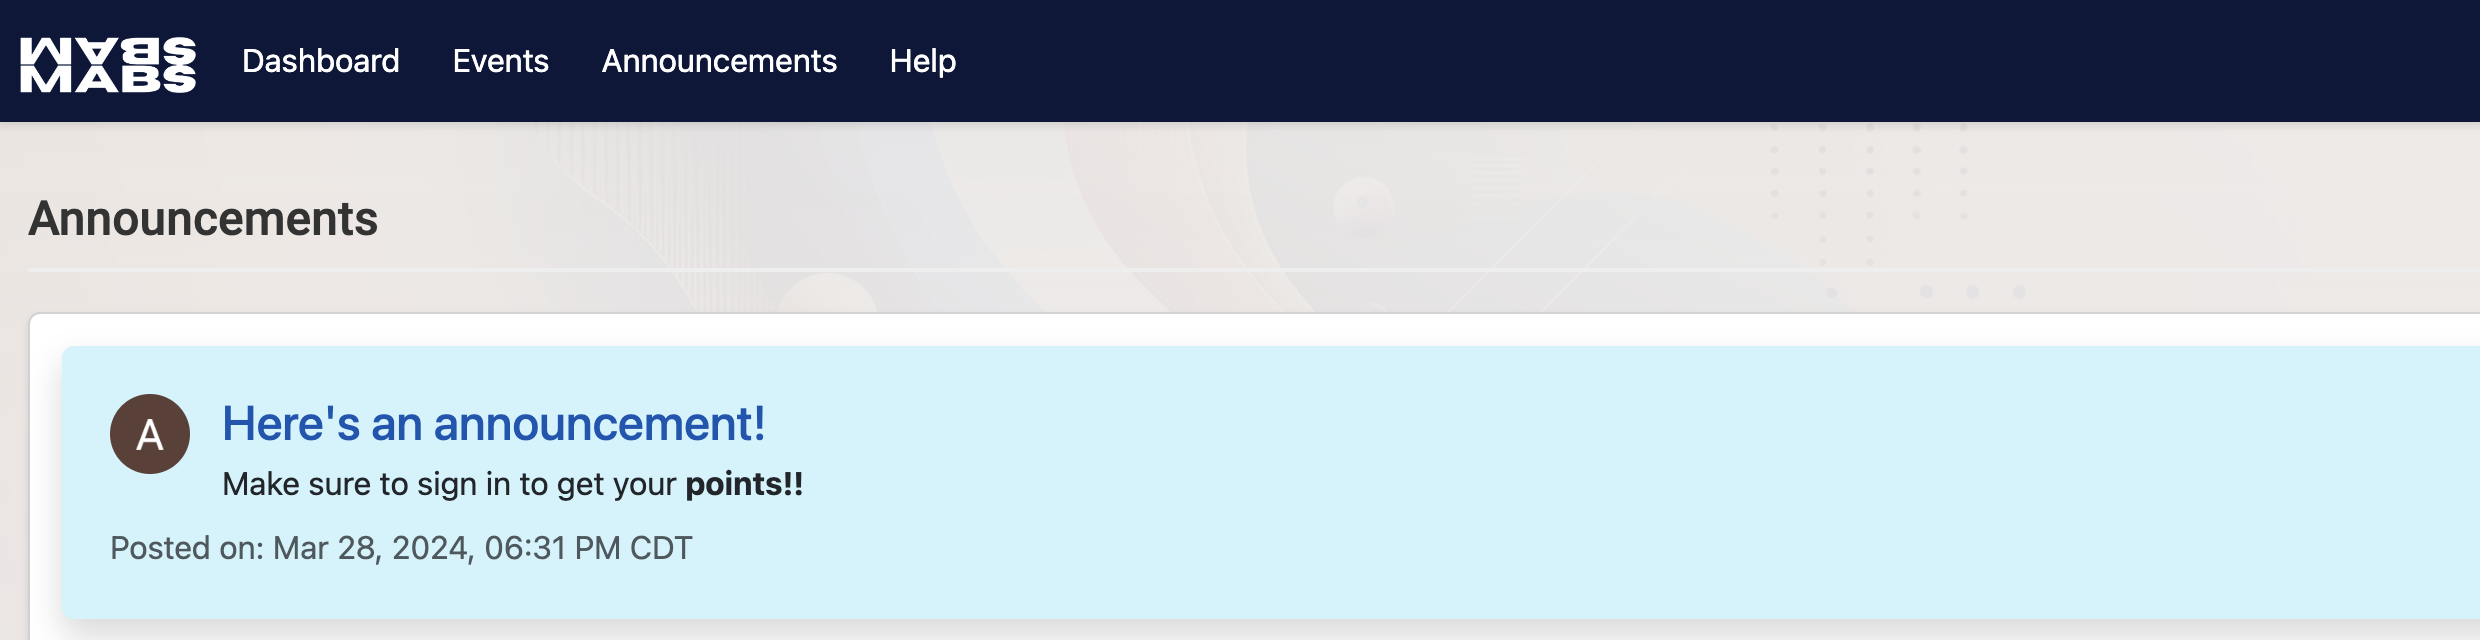 MABS
MABS
Dashboard Events Announcements Help
Announcements
A
Here's an announcement!
Make sure to sign in to get your points!!
Posted on: Mar 28, 2024, 06:31 PM CDT